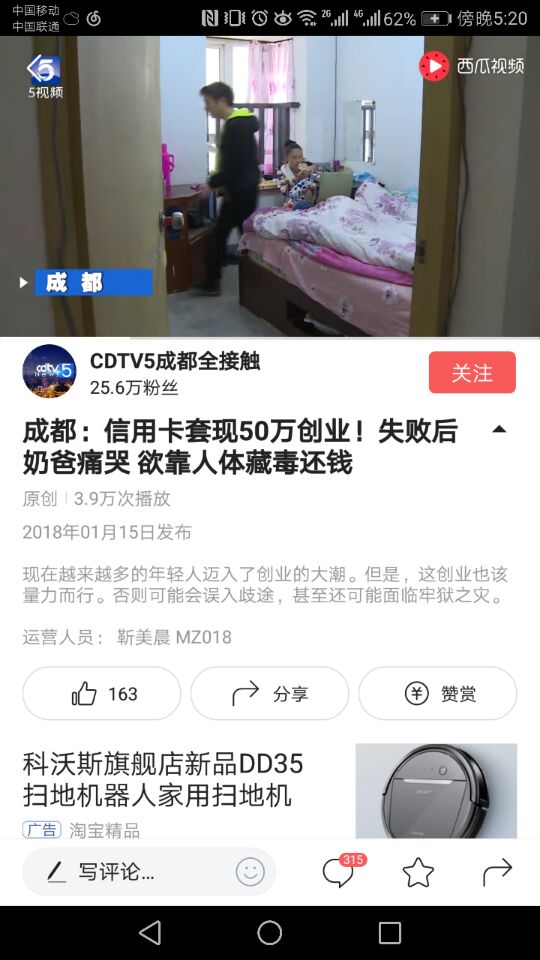 中国移动
中国联通
2G
4G
62%
傍晚5:20
5
5视频
西瓜视频
成都
cdtv5
NEWS
CDTV5成都全接触
25.6万粉丝
关注
成都：信用卡套现50万创业！失败后
奶爸痛哭 欲靠人体藏毒还钱
原创
3.9万次播放
2018年01月15日发布
现在越来越多的年轻人迈入了创业的大潮。但是，这创业也该
量力而行。否则可能会误入歧途，甚至还可能面临牢狱之灾。
运营人员： 靳美晨 MZ018
163
分享
赞赏
科沃斯旗舰店新品DD35
扫地机器人家用扫地机
广告 淘宝精品
写评论...
315